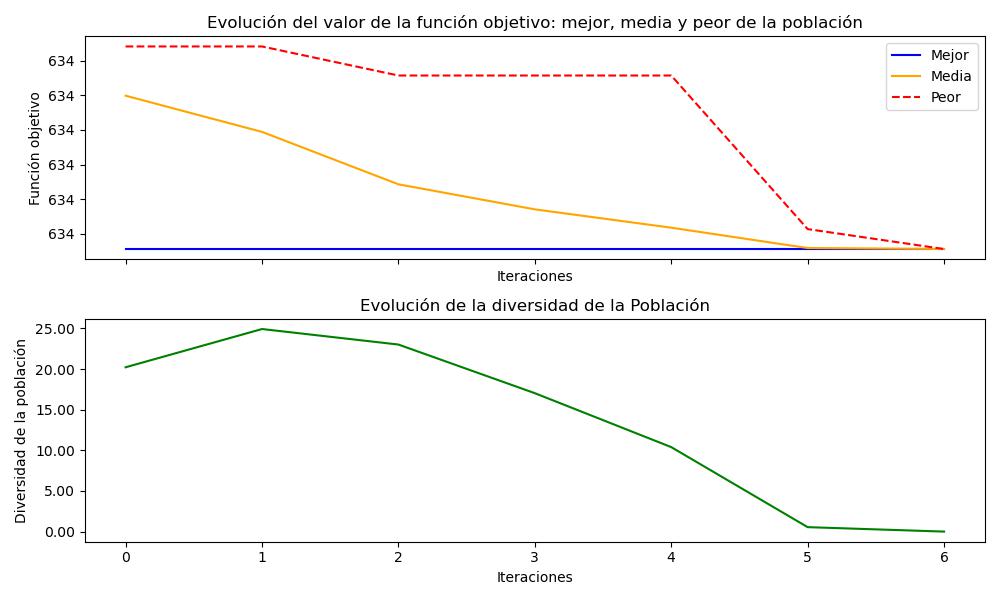 Evolución del valor de la función objetivo: mejor, media y peor de la población
Función objetivo
634
634
634
634
634
634
Mejor
Media
Peor
Iteraciones
Evolución de la diversidad de la Población
Diversidad de la población
25.00
20.00
15.00
10.00
5.00
0.00
0 1 2 3 4 5 6
Iteraciones